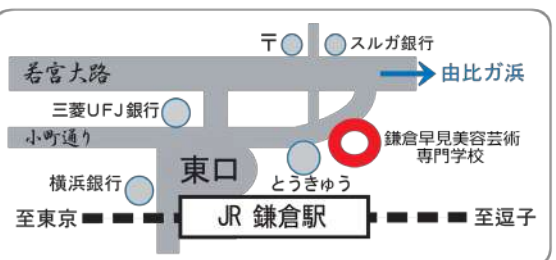 〒
スルガ銀行
若宮大路
由比ガ浜
三菱UFJ銀行
小町通り
鎌倉早見美容芸術
専門学校
東口
とうきゅう
横浜銀行
至東京
JR 鎌倉駅
至逗子